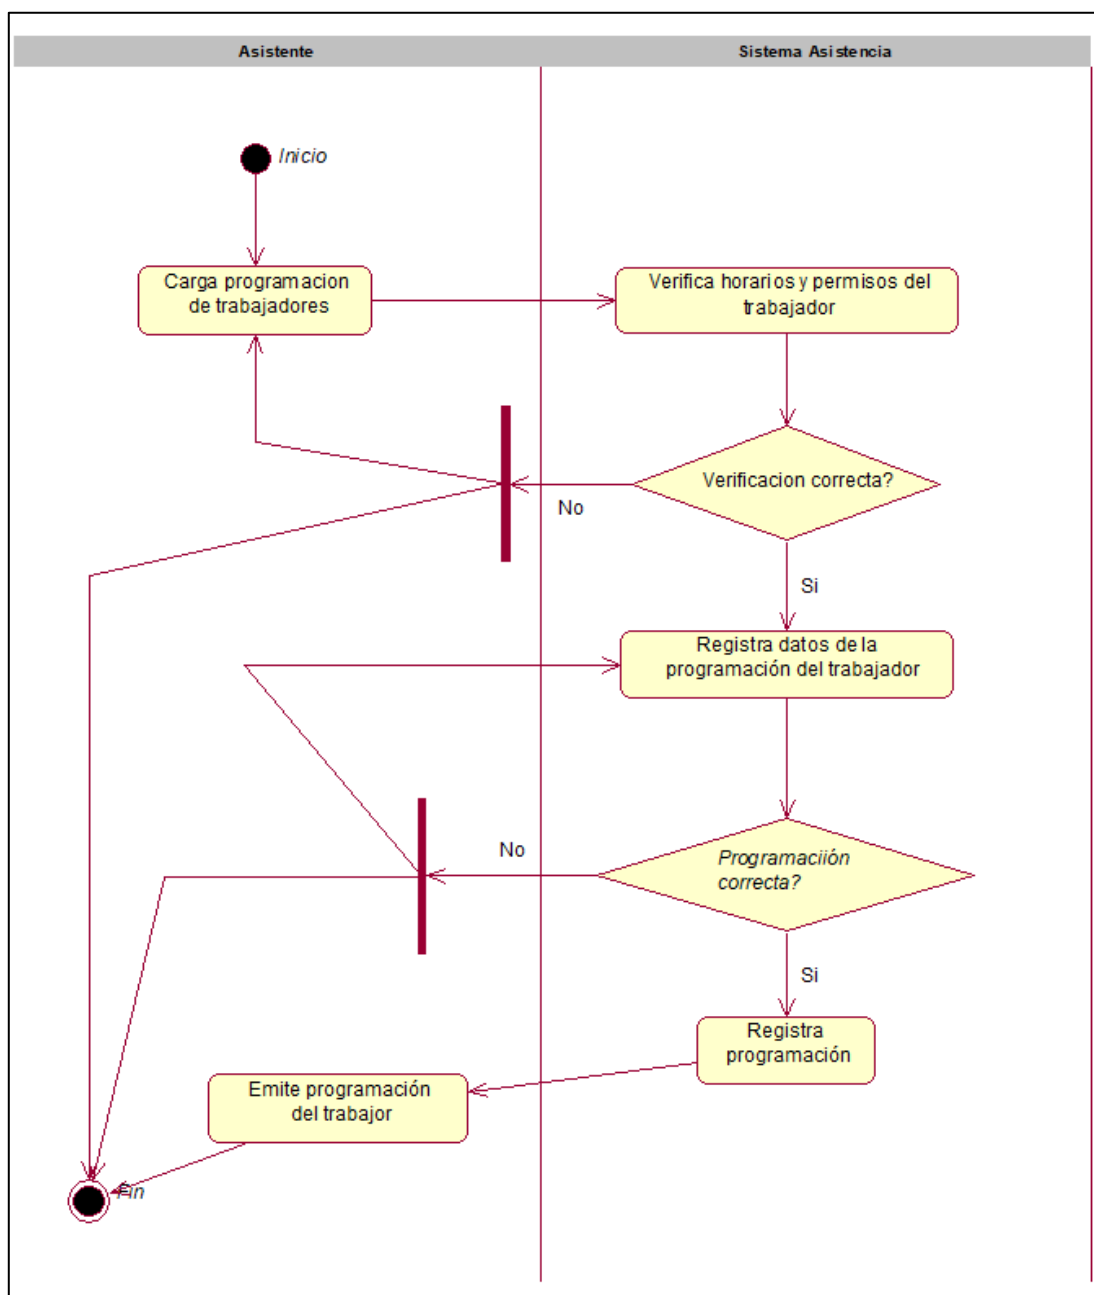 Asistente
Sistema Asistencia
Inicio
Carga programacion
de trabajadores
Verifica horarios y permisos del
trabajador
Verificacion correcta?
No
Si
Registra datos de la
programación del trabajador
No
Programaciión
correcta?
Si
Registra
programación
Emite programación
del trabajor
Fin